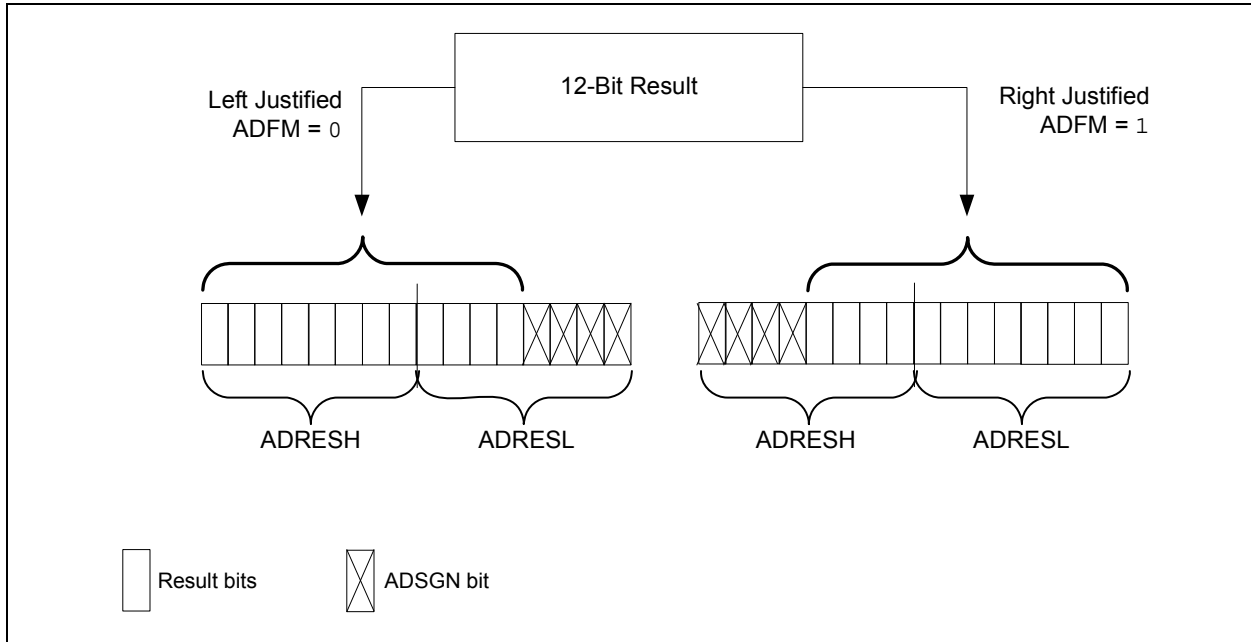 12-Bit Result
Left Justified
ADFM = 0
Right Justified
ADFM = 1
ADRESH
ADRESL
ADRESH
ADRESL
Result bits
ADSGN bit